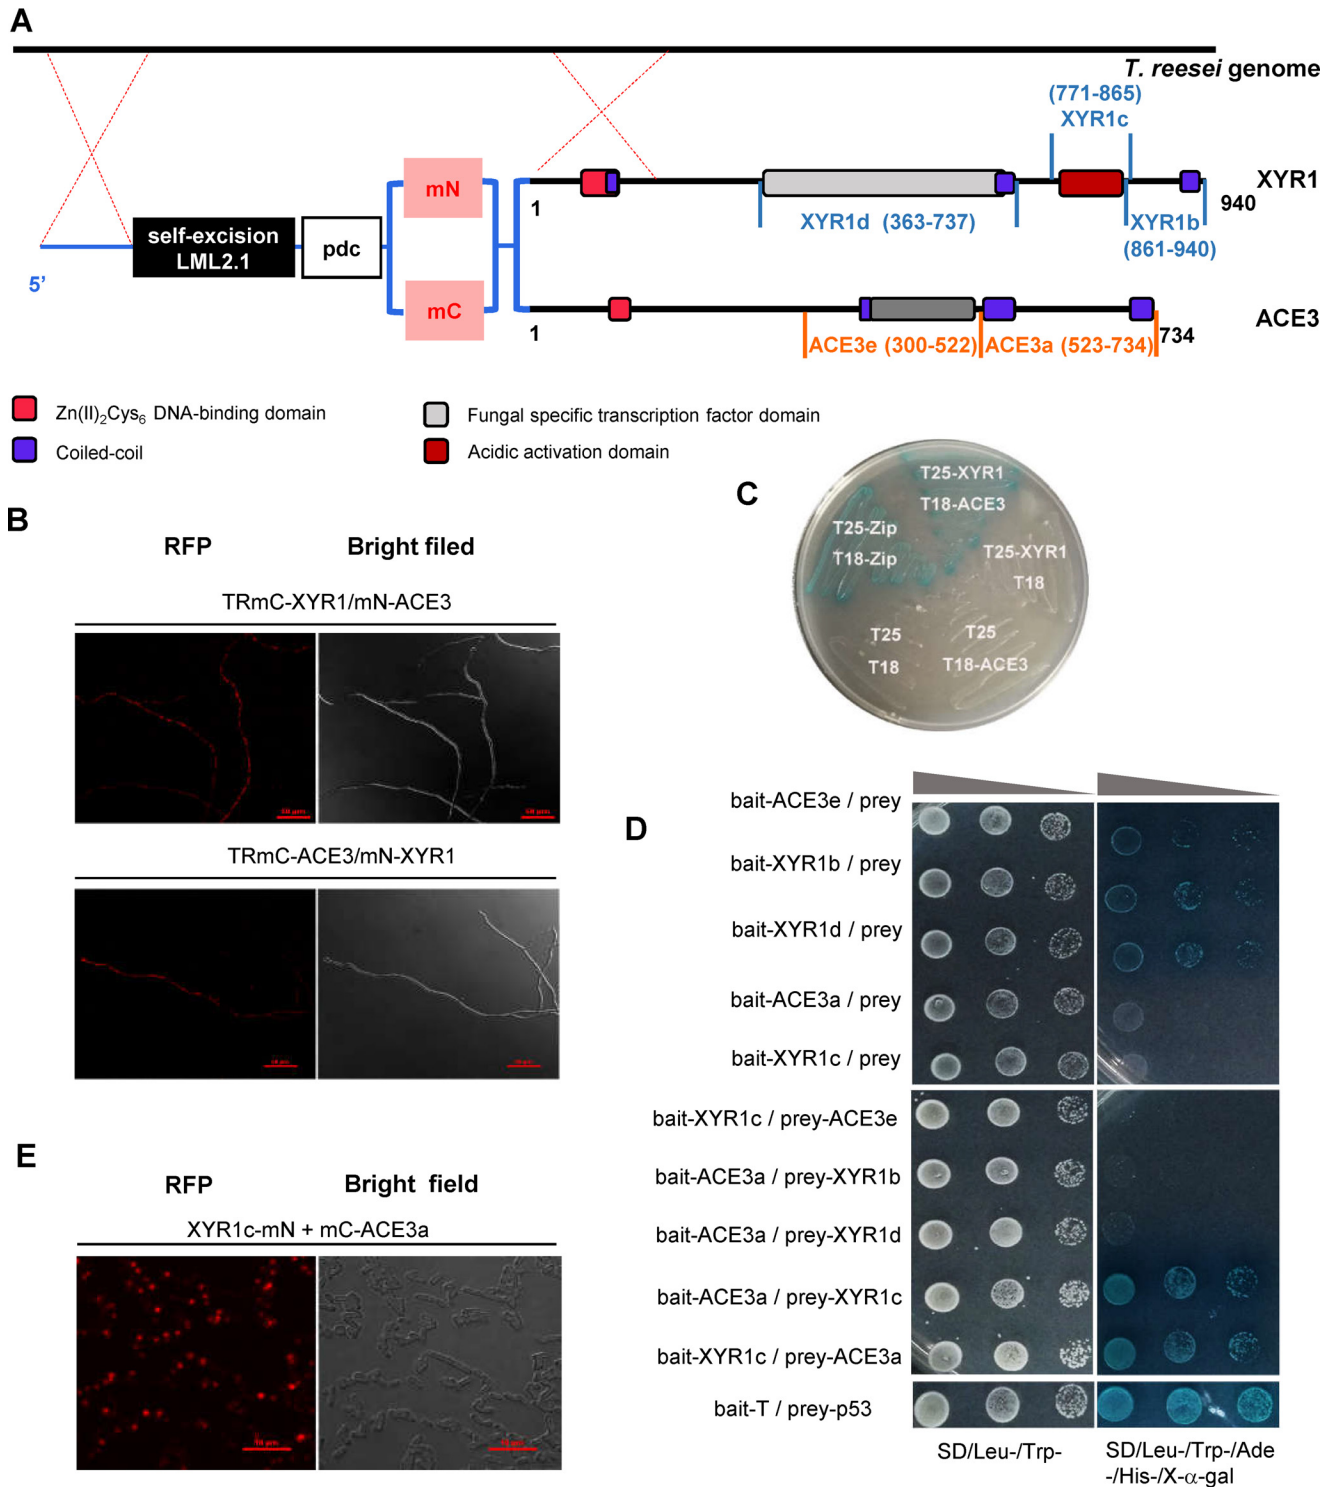 A
T. reesei genome
(771-865)
XYR1c
mN
XYR1
1
940
XYR1d (363-737)
XYR1b
(861-940)
self-excision
LML2.1
pdc
5’
mC
ACE3
1
734
ACE3e (300-522)
ACE3a (523-734)
Zn(II)2Cys6 DNA-binding domain
Fungal specific transcription factor domain
Coiled-coil
Acidic activation domain
B
RFP
Bright filed
TRmC-XYR1/mN-ACE3
TRmC-ACE3/mN-XYR1
C
T25-XYR1
T18-ACE3
T25-Zip
T18-Zip
T25-XYR1
T18
T25
T18
T25
T18-ACE3
D
bait-ACE3e / prey
bait-XYR1b / prey
bait-XYR1d / prey
bait-ACE3a / prey
bait-XYR1c / prey
bait-XYR1c / prey-ACE3e
bait-ACE3a / prey-XYR1b
bait-ACE3a / prey-XYR1d
bait-ACE3a / prey-XYR1c
bait-XYR1c / prey-ACE3a
bait-T / prey-p53
SD/Leu-/Trp-
SD/Leu-/Trp-/Ade
-/His-/X-α-gal
E
RFP
Bright field
XYR1c-mN + mC-ACE3a